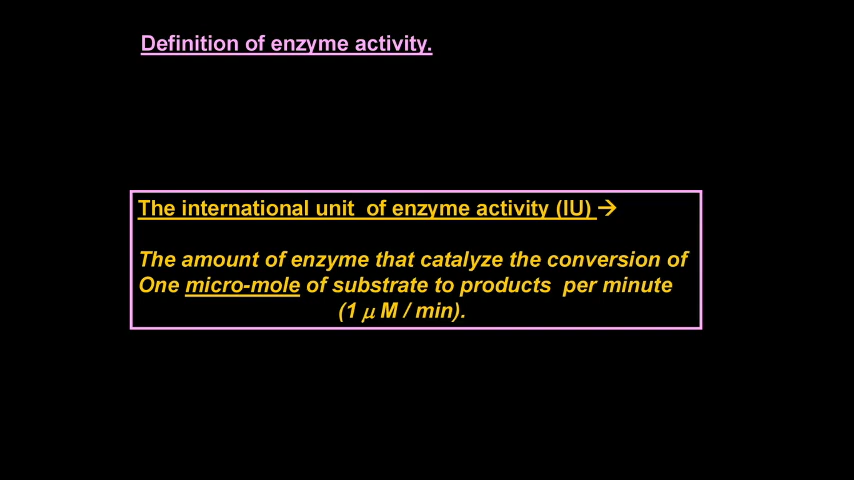 Definition of enzyme activity.
The international unit  of enzyme activity (IU) →
The amount of enzyme that catalyze the conversion of
One micro-mole of substrate to products  per minute
(1 μ M / min).